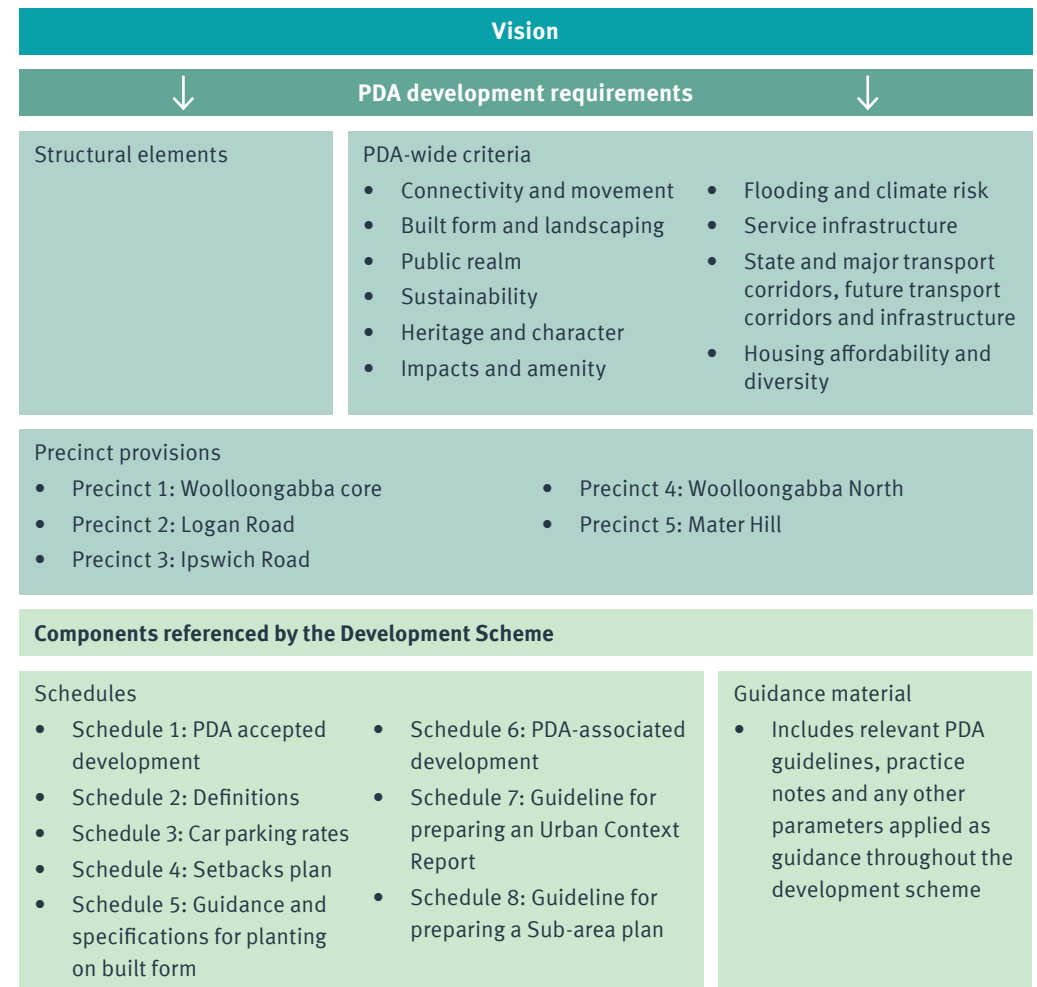 Vision
PDA development requirements
Structural elements
PDA-wide criteria
• Connectivity and movement
• Built form and landscaping
• Public realm
• Sustainability
• Heritage and character
• Impacts and amenity
• Flooding and climate risk
• Service infrastructure
• State and major transport
corridors, future transport
corridors and infrastructure
• Housing affordability and
diversity
Precinct provisions
• Precinct 1: Woolloongabba core
• Precinct 2: Logan Road
• Precinct 3: Ipswich Road
• Precinct 4: Woolloongabba North
• Precinct 5: Mater Hill
Components referenced by the Development Scheme
Schedules
• Schedule 1: PDA accepted
development
• Schedule 2: Definitions
• Schedule 3: Car parking rates
• Schedule 4: Setbacks plan
• Schedule 5: Guidance and
specifications for planting
on built form
• Schedule 6: PDA-associated
development
• Schedule 7: Guideline for
preparing an Urban Context
Report
• Schedule 8: Guideline for
preparing a Sub-area plan
Guidance material
• Includes relevant PDA
guidelines, practice
notes and any other
parameters applied as
guidance throughout the
development scheme